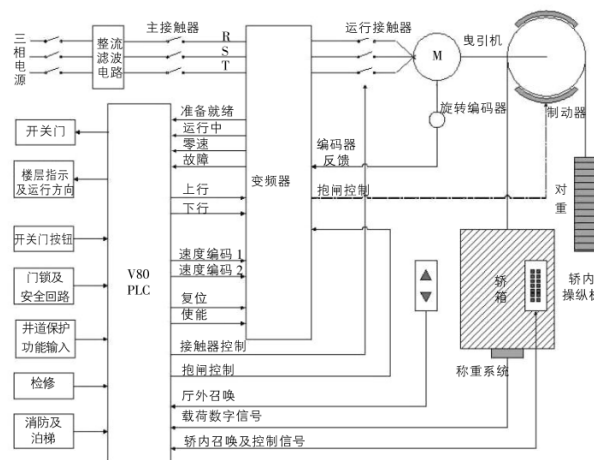 三相电源
整流
滤波
电路
主接触器
R
S
T
运行接触器
M
曳引机
制动器
旋转编码器
编码器
反馈
变频器
抱闸控制
准备就绪
运行中
零速
故障
上行
下行
速度编码 1
速度编码 2
复位
使能
接触器控制
抱闸控制
厅外召唤
载荷数字信号
轿内召唤及控制信号
V80
PLC
开关门
楼层指示
及运行方向
开关门按钮
门锁及
安全回路
井道保护
功能输入
检修
消防及
泊梯
对重
轿箱
轿内
操纵
称重系统